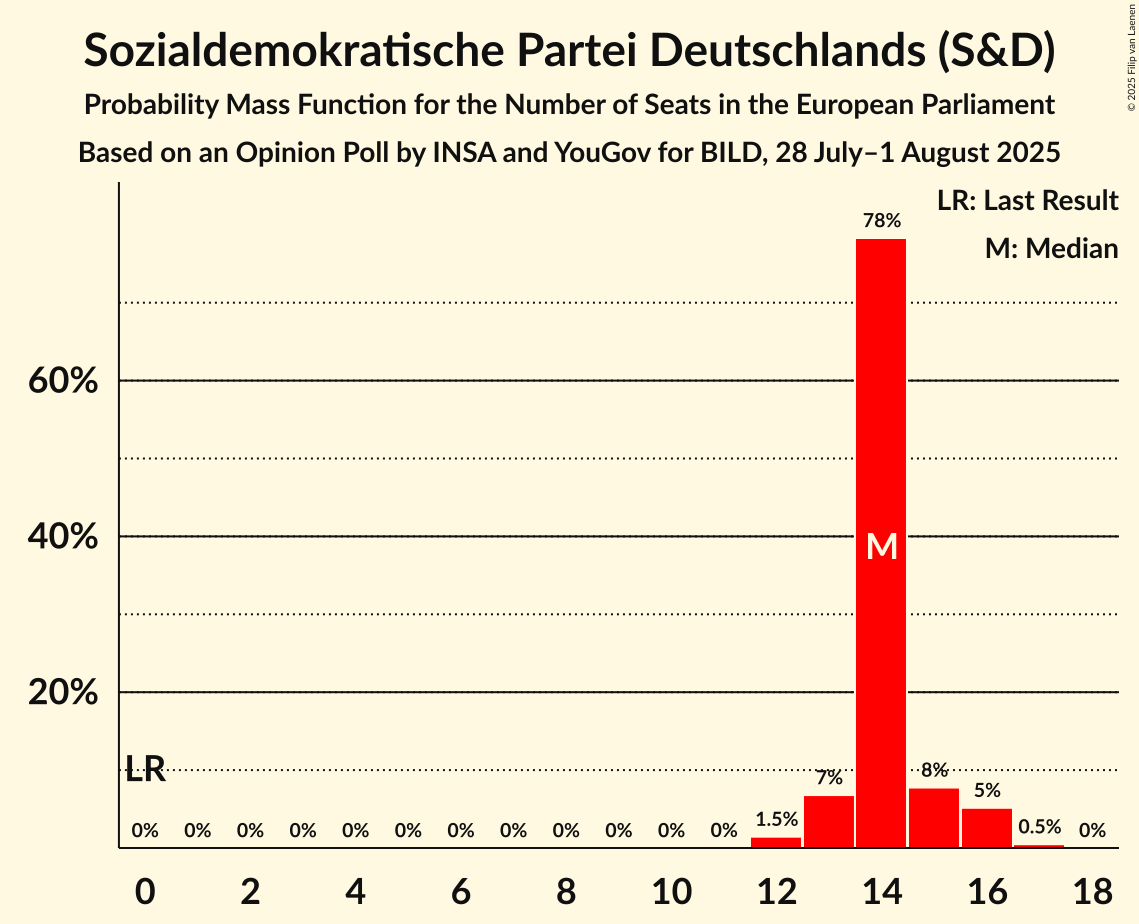 Sozialdemokratische Partei Deutschlands (S&D)
Probability Mass Function for the Number of Seats in the European Parliament
Based on an Opinion Poll by INSA and YouGov for BILD, 28 July–1 August 2025
© 2025 Filip van Laenen
LR: Last Result
M: Median
78%
60%
40%
M
20%
LR
0% 0% 0% 0% 0% 0% 0% 0% 0% 0% 0% 0% 1.5% 7% 8% 5% 0.5% 0%
0 2 4 6 8 10 12 14 16 18